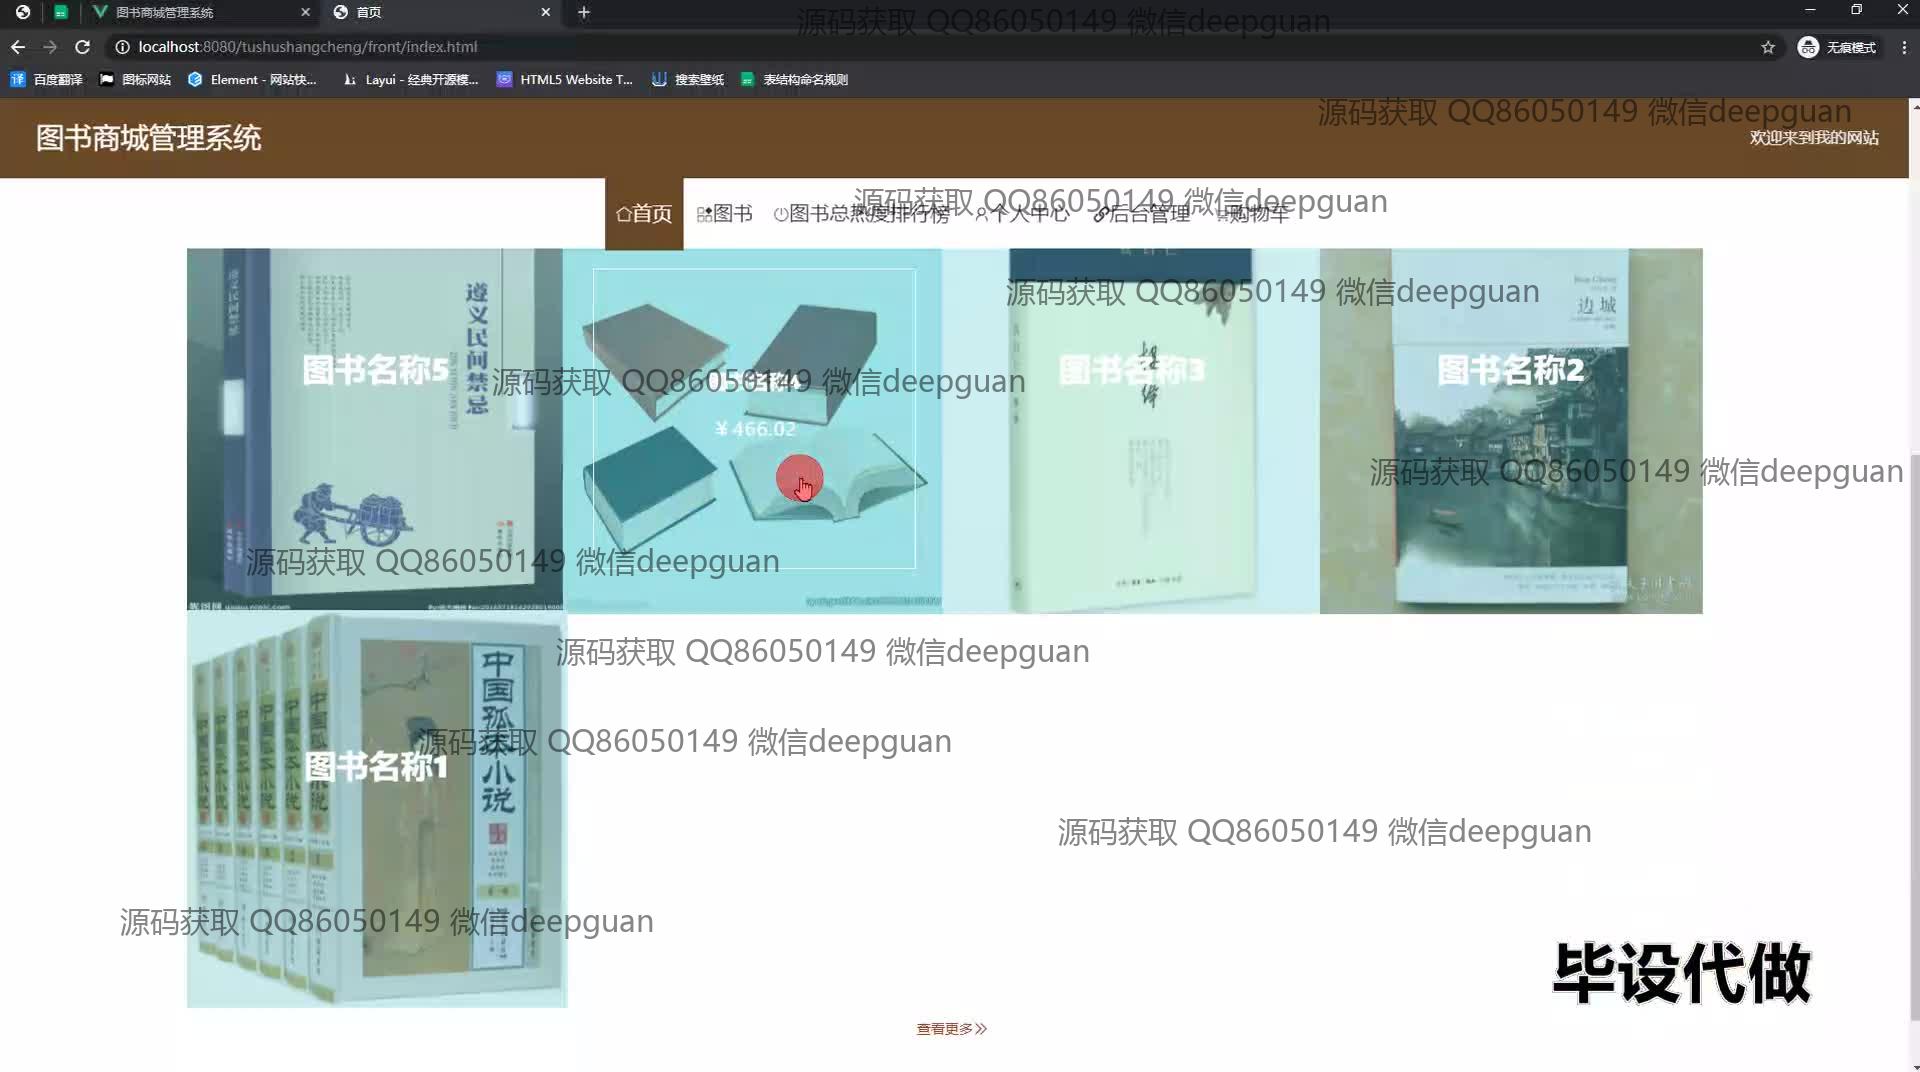 图书商城管理系统
首页
源码获取 QQ86050149 微信deepguan
localhost:8080/tushushangcheng/front/index.html
无痕模式
百度翻译
图标网站
Element - 网站快...
Layui - 经典开源模...
HTML5 Website T...
搜索壁纸
表结构命名规则
源码获取 QQ86050149 微信deepguan
图书商城管理系统
欢迎来到我的网站
源码获取 QQ86050149 微信deepguan
首页
图书
图书总热度排行榜
个人中心
后台管理
购物车
源码获取 QQ86050149 微信deepguan
遵义民间禁忌
边城
图书名称5
图书名称4
图书名称3
图书名称2
源码获取 QQ86050149 微信deepguan
¥466.02
源码获取 QQ86050149 微信deepguan
源码获取 QQ86050149 微信deepguan
源码获取 QQ86050149 微信deepguan
中国孤本小说
源码获取 QQ86050149 微信deepguan
图书名称1
源码获取 QQ86050149 微信deepguan
源码获取 QQ86050149 微信deepguan
毕设代做
查看更多